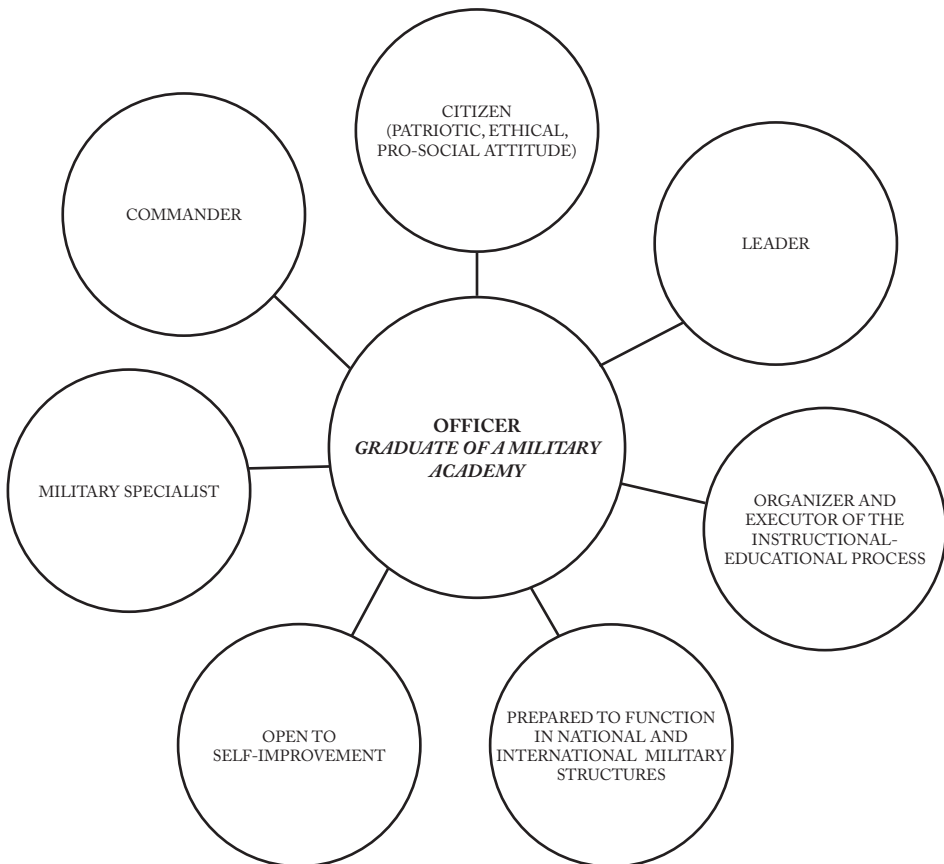 CITIZEN
(PATRIOTIC, ETHICAL,
PRO-SOCIAL ATTITUDE)
COMMANDER
LEADER
OFFICER
GRADUATE OF A MILITARY
ACADEMY
MILITARY SPECIALIST
ORGANIZER AND
EXECUTOR OF THE
INSTRUCTIONAL-
EDUCATIONAL PROCESS
OPEN TO
SELF-IMPROVEMENT
PREPARED TO FUNCTION
IN NATIONAL AND
INTERNATIONAL MILITARY
STRUCTURES